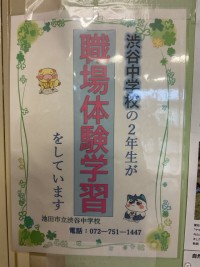 渋谷中学校の2年生が
職場体験学習
をしています
池田市立渋谷中学校
電話：072—751—1447